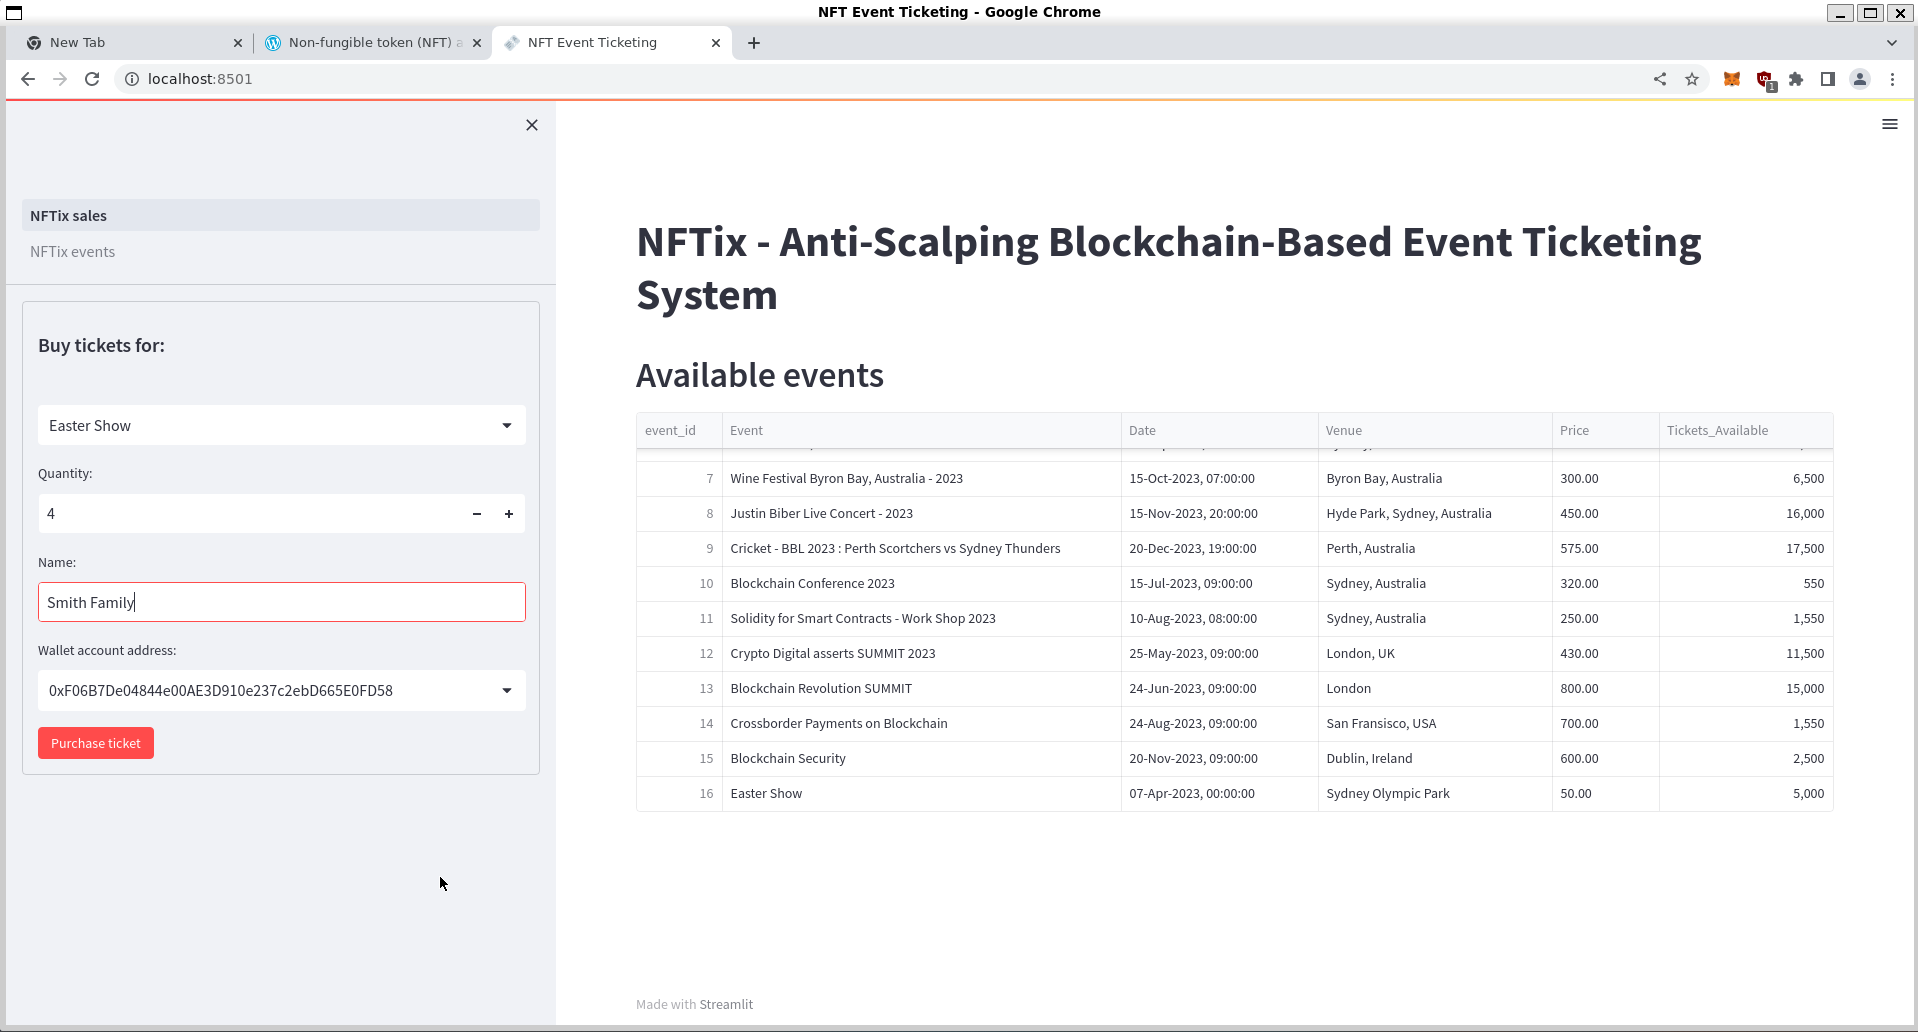 NFT Event Ticketing - Google Chrome
New Tab
Non-fungible token (NFT) a
NFT Event Ticketing
localhost:8501
1
NFTix sales
NFTix events
Buy tickets for:
Easter Show
Quantity:
4
Name:
Smith Family
Wallet account address:
0xF06B7De04844e00AE3D910e237c2ebD665E0FD58
Purchase ticket
NFTix - Anti-Scalping Blockchain-Based Event Ticketing
System
Available events
event_id Event Date Venue Price Tickets_Available
7 Wine Festival Byron Bay, Australia - 2023 15-Oct-2023, 07:00:00 Byron Bay, Australia 300.00 6,500
8 Justin Biber Live Concert - 2023 15-Nov-2023, 20:00:00 Hyde Park, Sydney, Australia 450.00 16,000
9 Cricket - BBL 2023 : Perth Scortchers vs Sydney Thunders 20-Dec-2023, 19:00:00 Perth, Australia 575.00 17,500
10 Blockchain Conference 2023 15-Jul-2023, 09:00:00 Sydney, Australia 320.00 550
11 Solidity for Smart Contracts - Work Shop 2023 10-Aug-2023, 08:00:00 Sydney, Australia 250.00 1,550
12 Crypto Digital asserts SUMMIT 2023 25-May-2023, 09:00:00 London, UK 430.00 11,500
13 Blockchain Revolution SUMMIT 24-Jun-2023, 09:00:00 London 800.00 15,000
14 Crossborder Payments on Blockchain 24-Aug-2023, 09:00:00 San Fransisco, USA 700.00 1,550
15 Blockchain Security 20-Nov-2023, 09:00:00 Dublin, Ireland 600.00 2,500
16 Easter Show 07-Apr-2023, 00:00:00 Sydney Olympic Park 50.00 5,000
Made with Streamlit